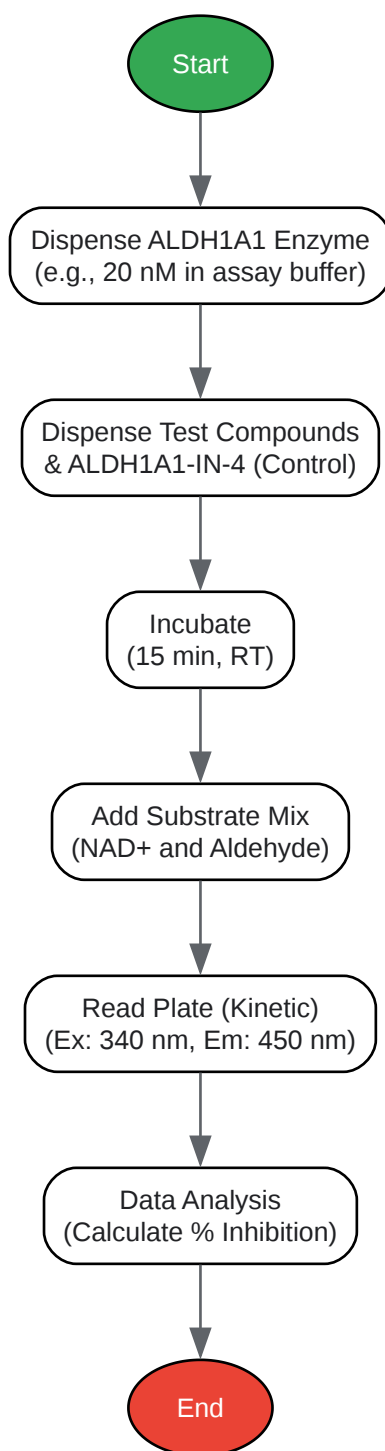 Start
Dispense ALDH1A1 Enzyme
(e.g., 20 nM in assay buffer)
Dispense Test Compounds
& ALDH1A1-IN-4 (Control)
Incubate
(15 min, RT)
Add Substrate Mix
(NAD+ and Aldehyde)
Read Plate (Kinetic)
(Ex: 340 nm, Em: 450 nm)
Data Analysis
(Calculate % Inhibition)
End